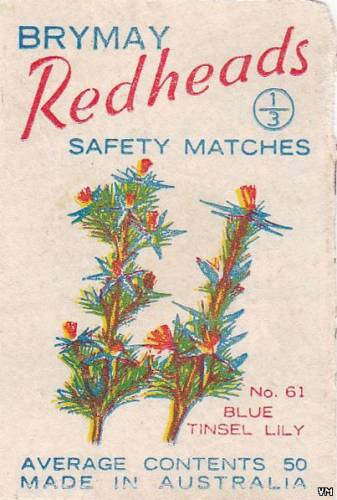 BRYMAY
Redheads
1/3
SAFETY MATCHES
No. 61
BLUE
TINSEL LILY
AVERAGE CONTENTS 50
MADE IN AUSTRALIA
VM